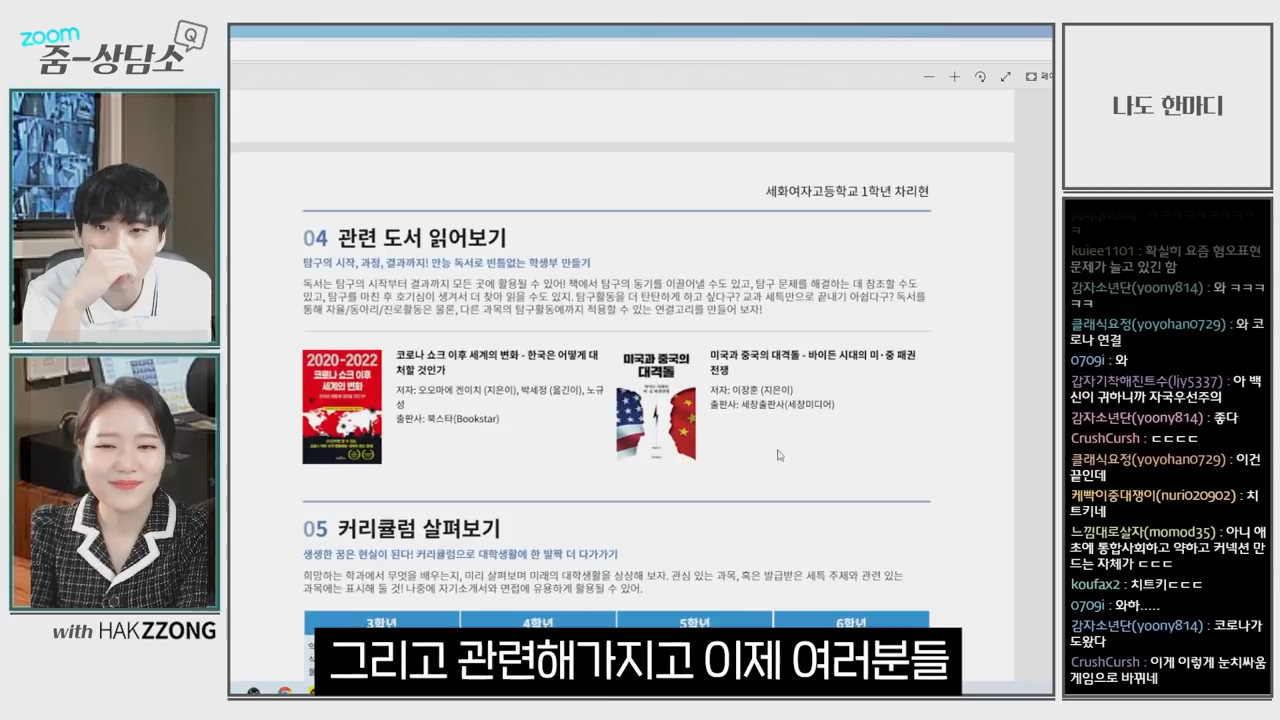 zoom
줌-상담소
Q
with HAKZZONG
페이
세화여자고등학교 1학년 차리현
04 관련 도서 읽어보기
탐구의 시작, 과정, 결과까지! 만능 독서로 빈틈없는 학생부 만들기
독서는 탐구의 시작부터 결과까지 모든 곳에 활용될 수 있어! 책에서 탐구의 동기를 이끌어낼 수도 있고, 탐구 문제를 해결하는 데 참조할 수도
있고, 탐구를 마친 후 호기심이 생겨서 더 찾아 읽을 수도 있지. 탐구활동을 더 탄탄하게 하고 싶다구? 교과 세특만으로 끝내기 아쉽다구? 독서를
통해 자율/동아리/진로활동은 물론, 다른 과목의 탐구활동에까지 적용할 수 있는 연결고리를 만들어 보자!
2020-2022
코로나 쇼크 이후
세계의 변화
코로나 쇼크 이후 세계의 변화 - 한국은 어떻게 대
처할 것인가
저자: 오오마에 겐이치 (지은이), 박세정 (옮긴이), 노규
성
출판사: 북스타(Bookstar)
미국과 중국의
대격돌
미국과 중국의 대격돌 - 바이든 시대의 미·중 패권
전쟁
저자: 이장훈 (지은이)
출판사: 세창출판사(세창미디어)
05 커리큘럼 살펴보기
생생한 꿈은 현실이 된다! 커리큘럼으로 대학생활에 한 발짝 더 다가가기
희망하는 학과에서 무엇을 배우는지, 미리 살펴보며 미래의 대학생활을 상상해 보자. 관심 있는 과목, 혹은 발급받은 세특 주제와 관련 있는
과목에는 표시해 둘 것! 나중에 자기소개서와 면접에 유용하게 활용될 수 있어.
3학년 4학년 5학년 6학년
그리고 관련해가지고 이제 여러분들
나도 한마디
ㅋ
kuiee1101 : 확실히 요즘 혐오표현
문제가 늘고 있긴 함
감자소년단(yoony814) : 와 ㅋㅋㅋ
ㅋㅋ
클래식요정(yoyohan0729) : 와 코
로나 연결
0709i : 와
갑자기착해진트수(ljy5337) : 아 백
신이 귀하니까 자국우선주의
감자소년단(yoony814) : 좋다
CrushCursh : ㄷㄷㄷㄷ
클래식요정(yoyohan0729) : 이건
끝인데
케빡이중대쟁이(nuri020902) : 치
트키네
느낌대로살자(momod35) : 아니 애
초에 통합사회하고 약하고 커넥션 만
드는 자체가 ㄷㄷㄷ
koufax2 : 치트키ㄷㄷㄷ
0709i : 와하.....
감자소년단(yoony814) : 코로나가
도왔다
CrushCursh : 이게 이렇게 눈치싸움
게임으로 바뀌네